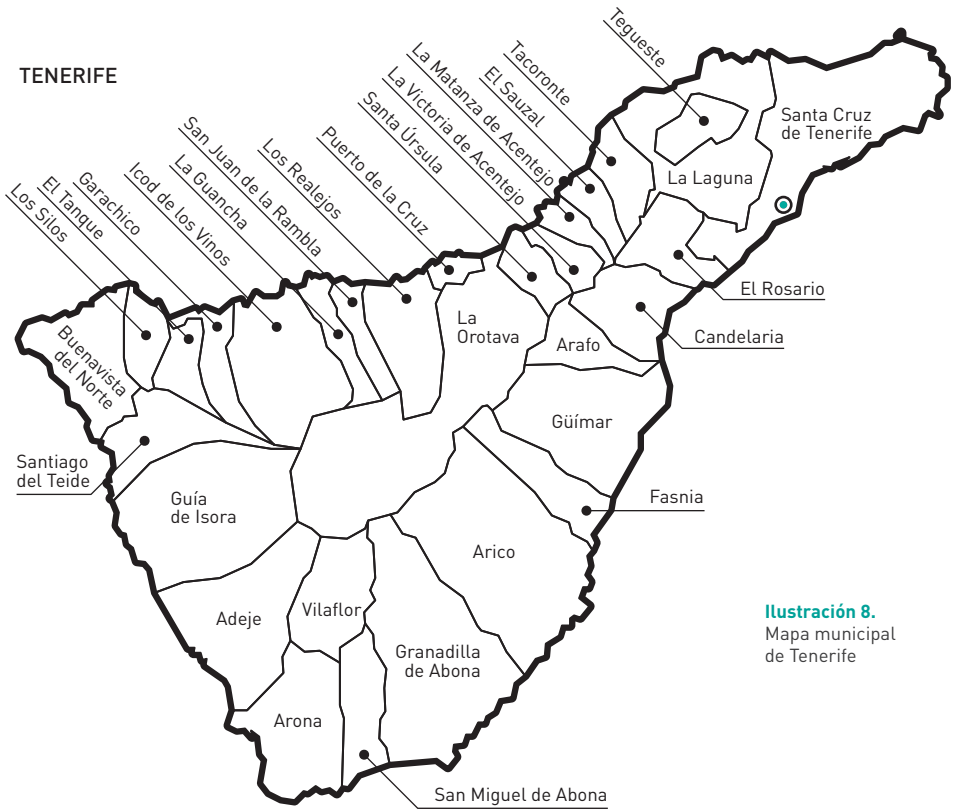 TENERIFE
Los Silos
El Tanque
Garachico
Icod de los Vinos
La Guancha
San Juan de la Rambla
Los Realejos
Puerto de la Cruz
Santa Úrsula
La Victoria de Acentejo
La Matanza de Acentejo
El Sauzal
Tacoronte
Tegueste
Santa Cruz
de Tenerife
La Laguna
El Rosario
Candelaria
La
Orotava
Arafo
Buenavista
del Norte
Güímar
Santiago
del Teide
Guía
de Isora
Fasnia
Arico
Adeje
Vilaflor
Granadilla
de Abona
Arona
San Miguel de Abona
Ilustración 8.
Mapa municipal
de Tenerife